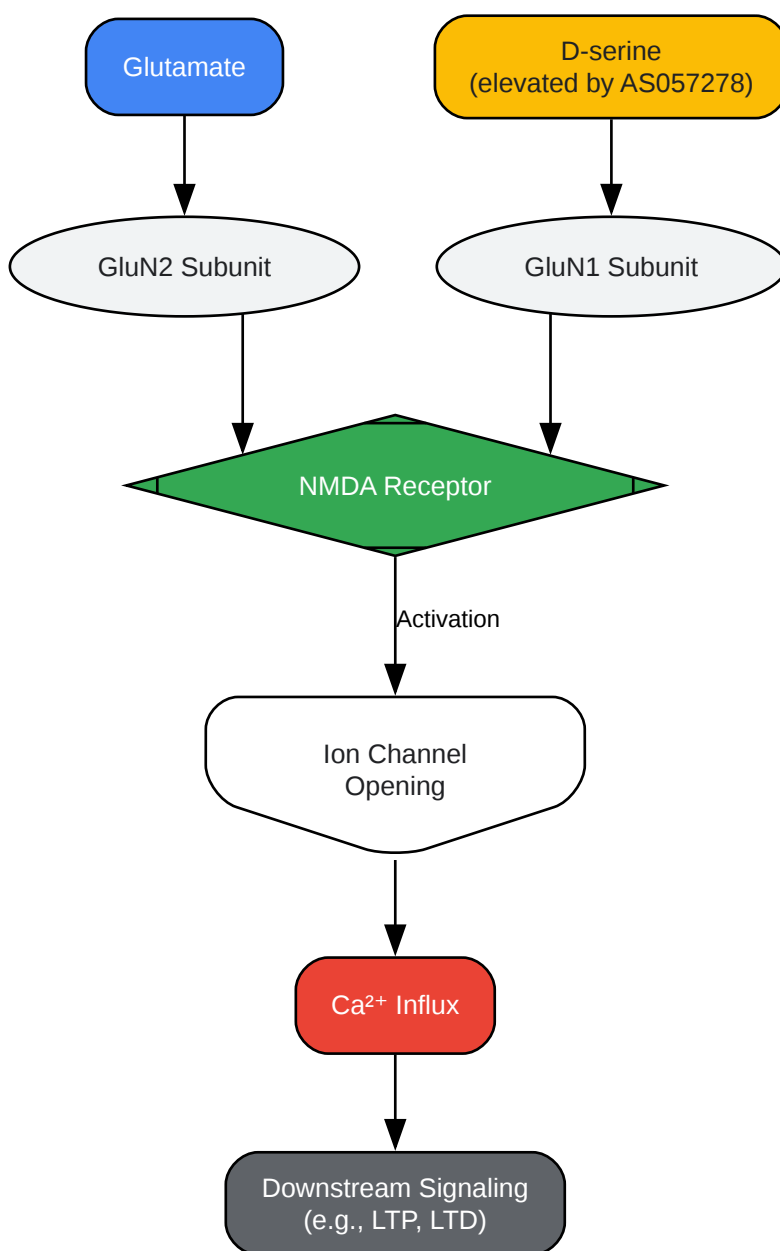 Glutamate
D-serine
(elevated by AS057278)
GluN2 Subunit
GluN1 Subunit
NMDA Receptor
Activation
Ion Channel
Opening
Ca²⁺ Influx
Downstream Signaling
(e.g., LTP, LTD)